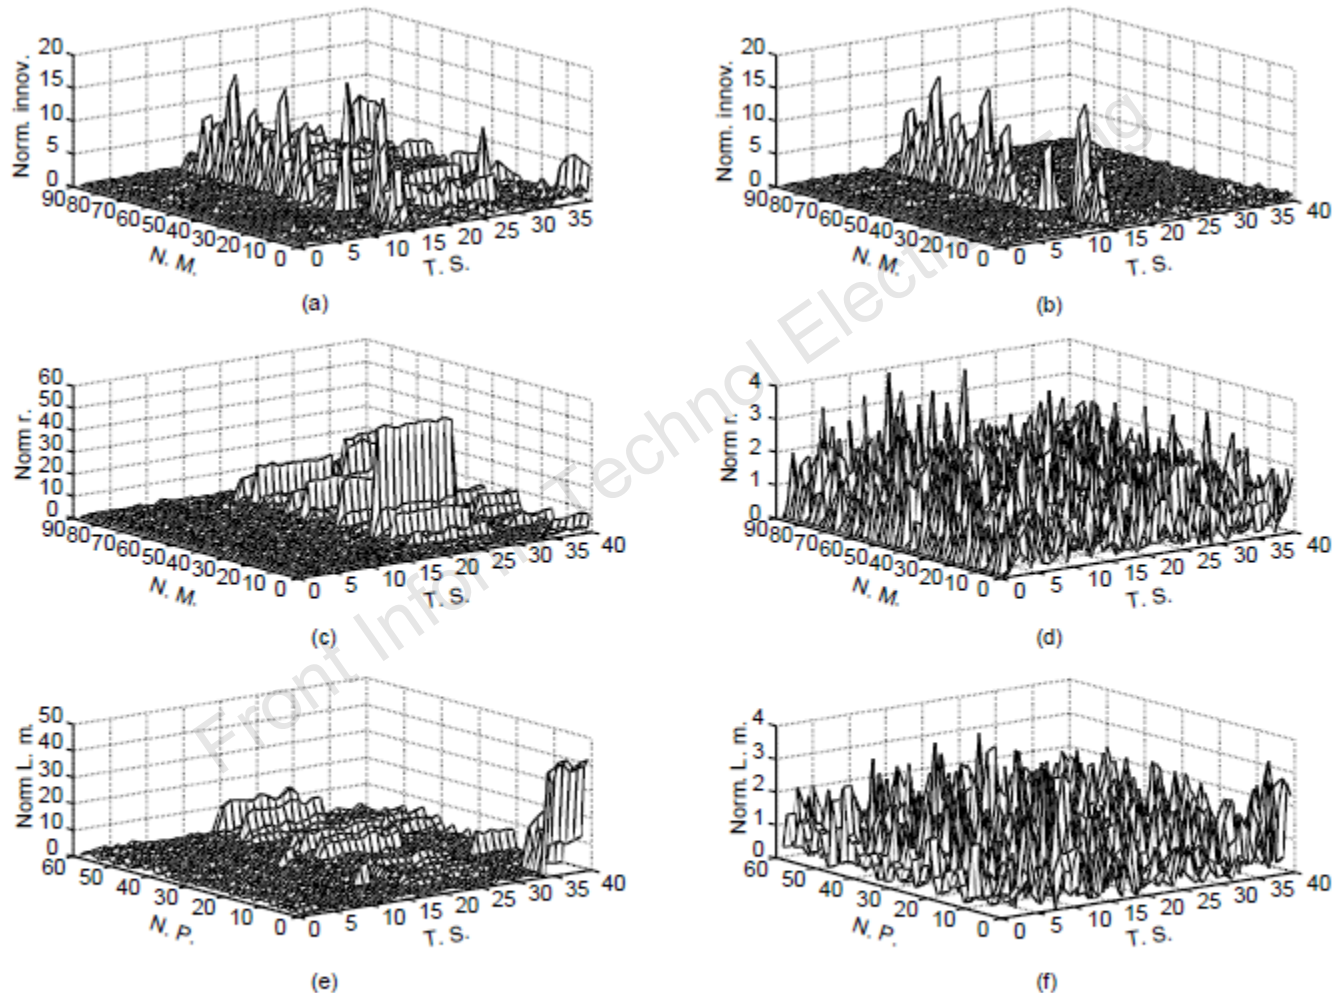 20
15
10
5
0
Norm. innov.
90 80 70 60 50 40 30 20 10 0
N. M.
0 5 10 15 20 25 30 35
T. S.
(a)
20
15
10
5
0
Norm. innov.
90 80 70 60 50 40 30 20 10 0
N. M.
0 5 10 15 20 25 30 35 40
T. S.
(b)
60
50
40
30
20
10
0
Norm r.
90 80 70 60 50 40 30 20 10 0
N. M.
0 5 10 15 20 25 30 35 40
T. S.
(c)
4
3
2
1
0
Norm r.
90 80 70 60 50 40 30 20 10 0
N. M.
0 5 10 15 20 25 30 35 40
T. S.
(d)
50
40
30
20
10
0
Norm L. m.
60 50 40 30 20 10 0
N. P.
0 5 10 15 20 25 30 35 40
T. S.
(e)
4
3
2
1
0
Norm. L. m.
60 50 40 30 20 10 0
N. P.
0 5 10 15 20 25 30 35 40
T. S.
(f)
Front Inform Technol Electron Eng